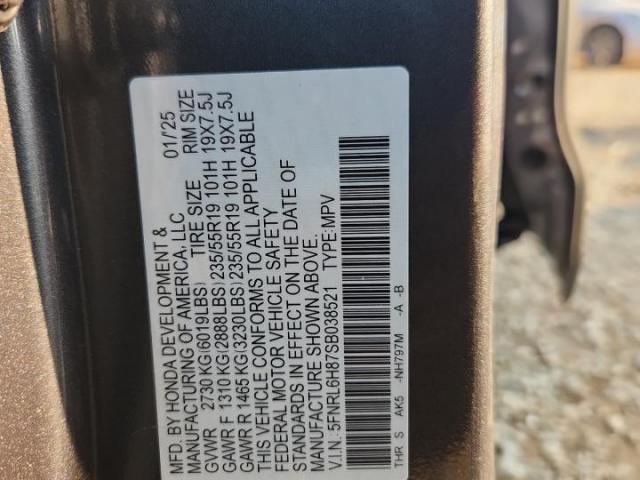 MFD. BY HONDA DEVELOPMENT & 01/25
MANUFACTURING OF AMERICA, LLC
TIRE SIZE RIM SIZE
GVWR 2730 KG(6019LBS)
GAWR F 1310 KG(2888LBS) 235/55R19 101H 19X7.5J
GAWR R 1465 KG(3230LBS) 235/55R19 101H 19X7.5J
THIS VEHICLE CONFORMS TO ALL APPLICABLE
FEDERAL MOTOR VEHICLE SAFETY
STANDARDS IN EFFECT ON THE DATE OF
MANUFACTURE SHOWN ABOVE.
V.I.N.:5FNRL6H87SB038521 TYPE:MPV
THR S AK5 -NH797M -A -B